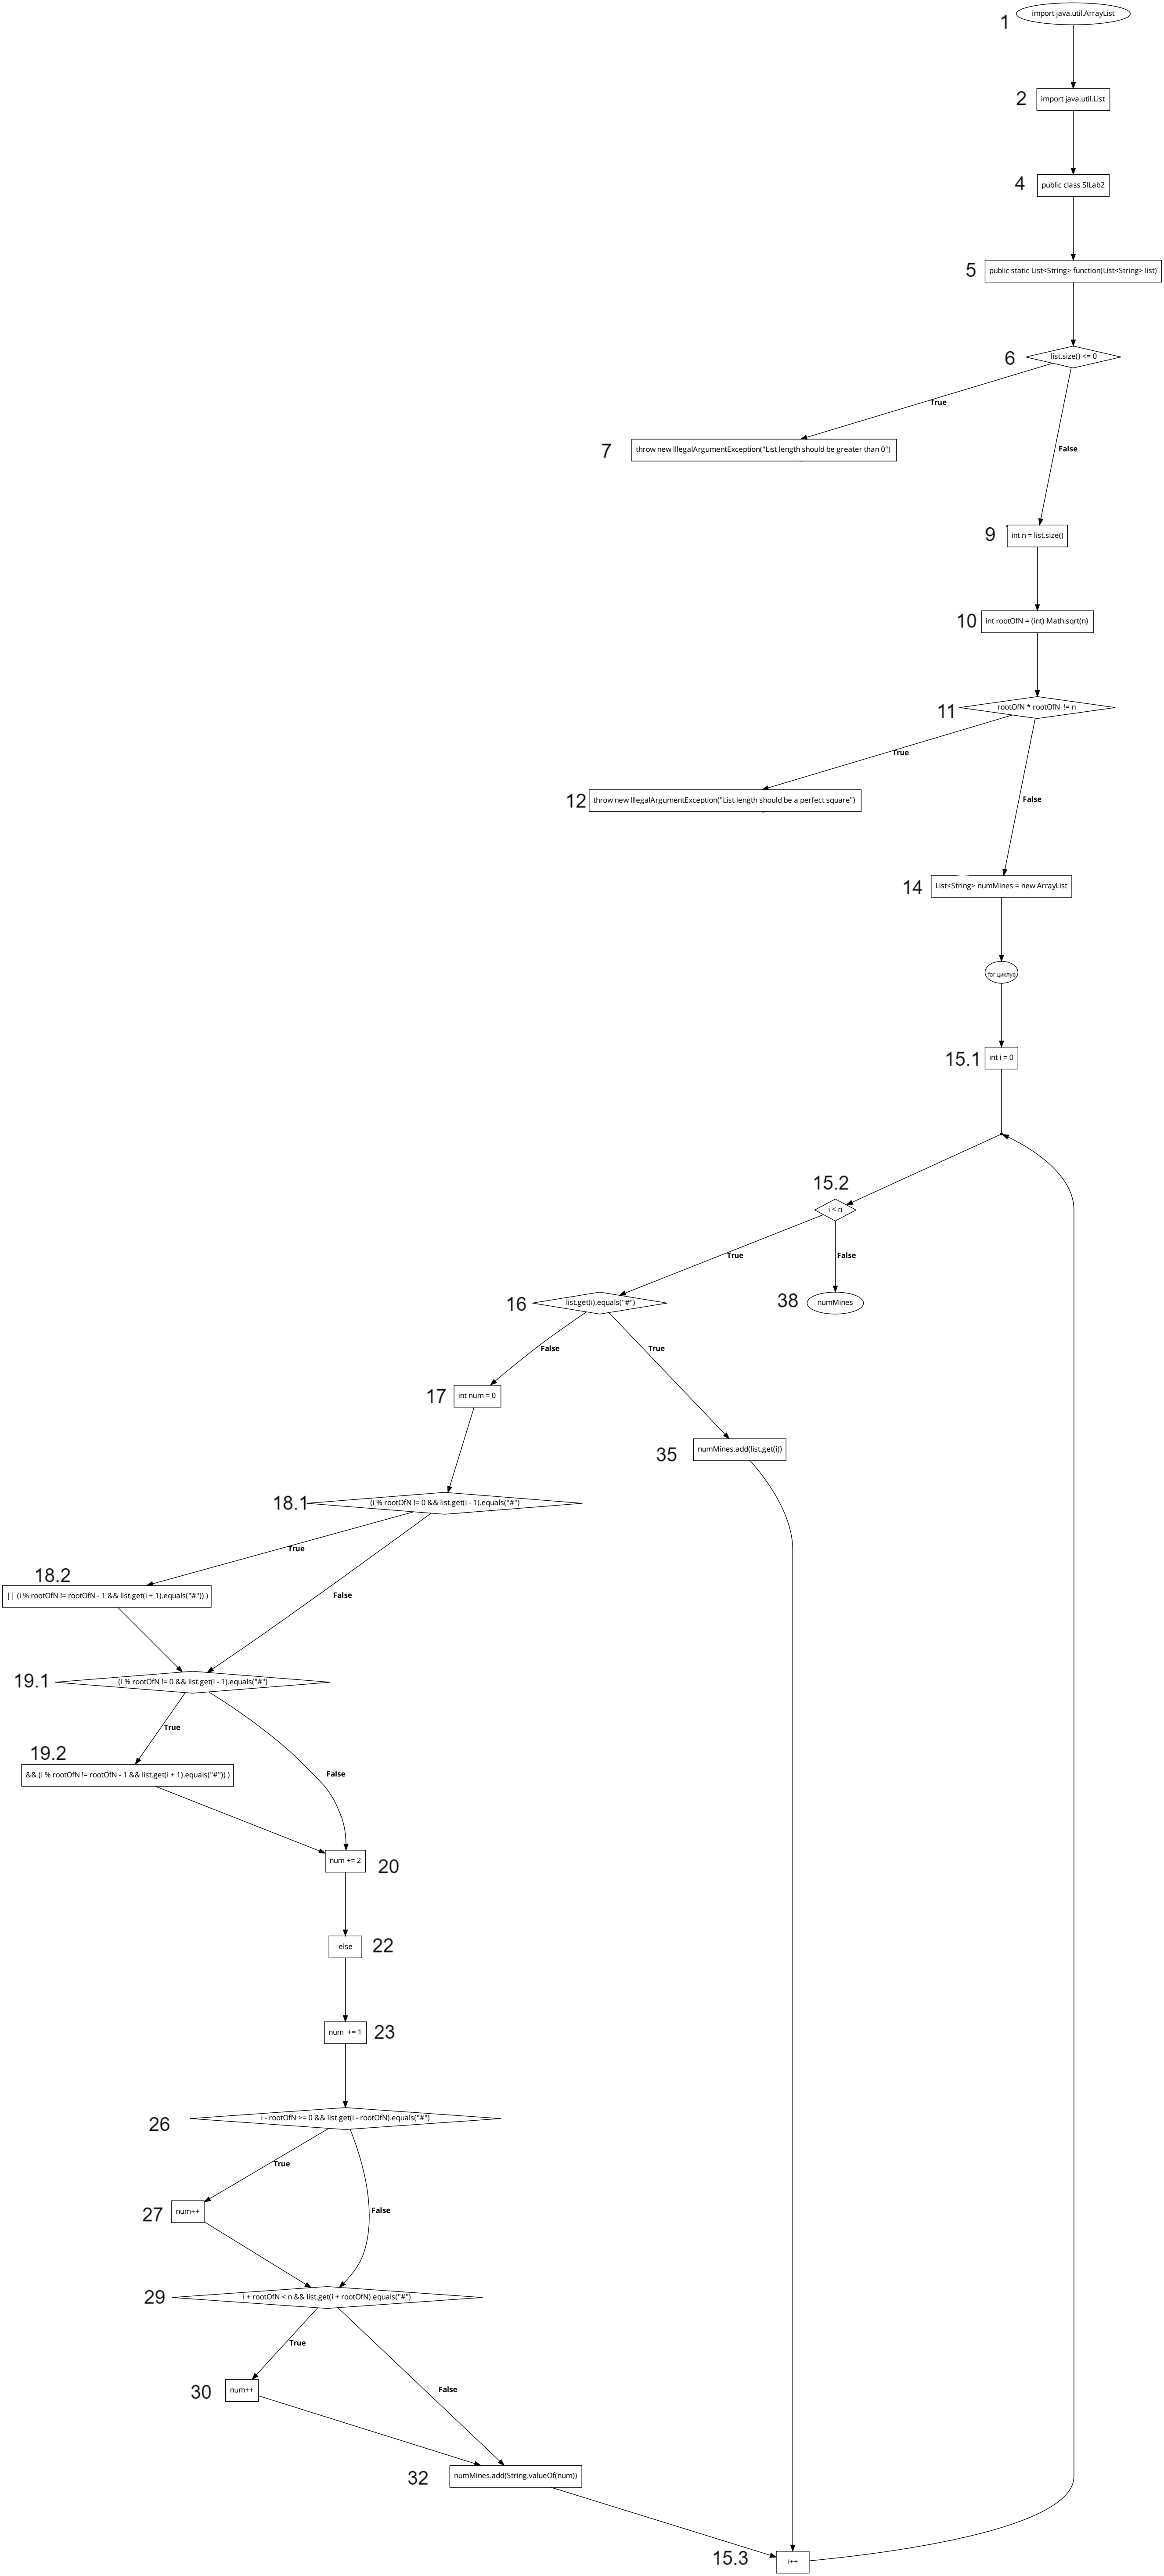 1
import java.util.ArrayList
2
import java.util.List
4
public class SILab2
5
public static List<String> function(List<String> list)
6
list.size() <= 0
True
7
throw new IllegalArgumentException("List length should be greater than 0")
False
9
int n = list.size()
10
int rootOfN = (int) Math.sqrt(n)
11
rootOfN * rootOfN != n
True
12
throw new IllegalArgumentException("List length should be a perfect square")
False
14
List<String> numMines = new ArrayList
for циклус
15.1
int i = 0
15.2
i < n
True
False
16
list.get(i).equals("#")
38
numMines
False
True
17
int num = 0
35
numMines.add(list.get(i))
18.1
(i % rootOfN != 0 && list.get(i - 1).equals("#")
True
18.2
|| (i % rootOfN != rootOfN - 1 && list.get(i + 1).equals("#")) )
False
19.1
(i % rootOfN != 0 && list.get(i - 1).equals("#")
True
19.2
&& (i % rootOfN != rootOfN - 1 && list.get(i + 1).equals("#")) )
False
num += 2
20
else
22
num += 1
23
26
i - rootOfN >= 0 && list.get(i - rootOfN).equals("#")
True
27
num++
False
29
i + rootOfN < n && list.get(i + rootOfN).equals("#")
True
30
num++
False
32
numMines.add(String.valueOf(num))
15.3
i++